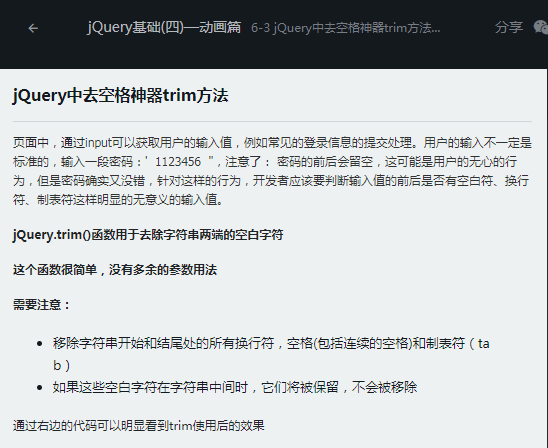 jQuery基础(四)—动画篇 6-3 jQuery中去空格神器trim方法... 分享
jQuery中去空格神器trim方法
页面中，通过input可以获取用户的输入值，例如常见的登录信息的提交处理。用户的输入不一定是
标准的，输入一段密码：' 1123456 "，注意了： 密码的前后会留空，这可能是用户的无心的行
为，但是密码确实又没错，针对这样的行为，开发者应该要判断输入值的前后是否有空白符、换行
符、制表符这样明显的无意义的输入值。
jQuery.trim()函数用于去除字符串两端的空白字符
这个函数很简单，没有多余的参数用法
需要注意：
移除字符串开始和结尾处的所有换行符，空格(包括连续的空格)和制表符（ta
b）
如果这些空白字符在字符串中间时，它们将被保留，不会被移除
通过右边的代码可以明显看到trim使用后的效果